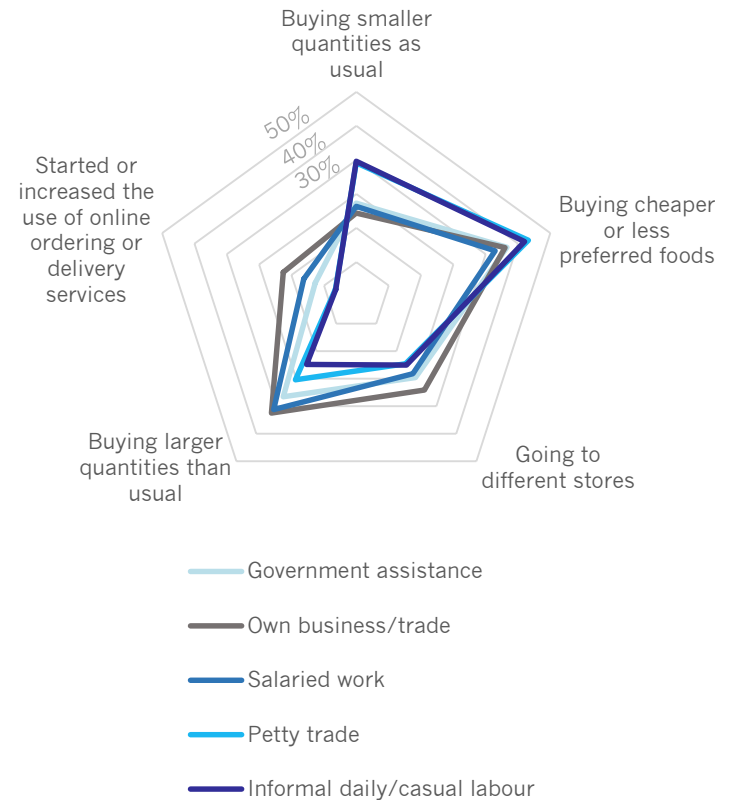 Buying smaller
quantities as
usual
50%
40%
30%
Started or
increased the
use of online
ordering or
delivery
services
Buying cheaper
or less
preferred foods
Buying larger
quantities than
usual
Going to
different stores
Government assistance
Own business/trade
Salaried work
Petty trade
Informal daily/casual labour